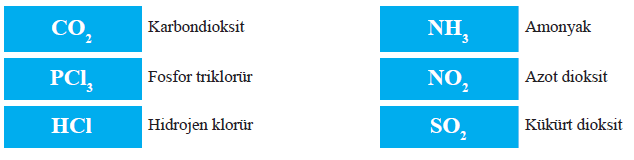 CO₂ Karbondioksit
PCl₃ Fosfor triklorür
HCl Hidrojen klorür
NH₃ Amonyak
NO₂ Azot dioksit
SO₂ Kükürt dioksit